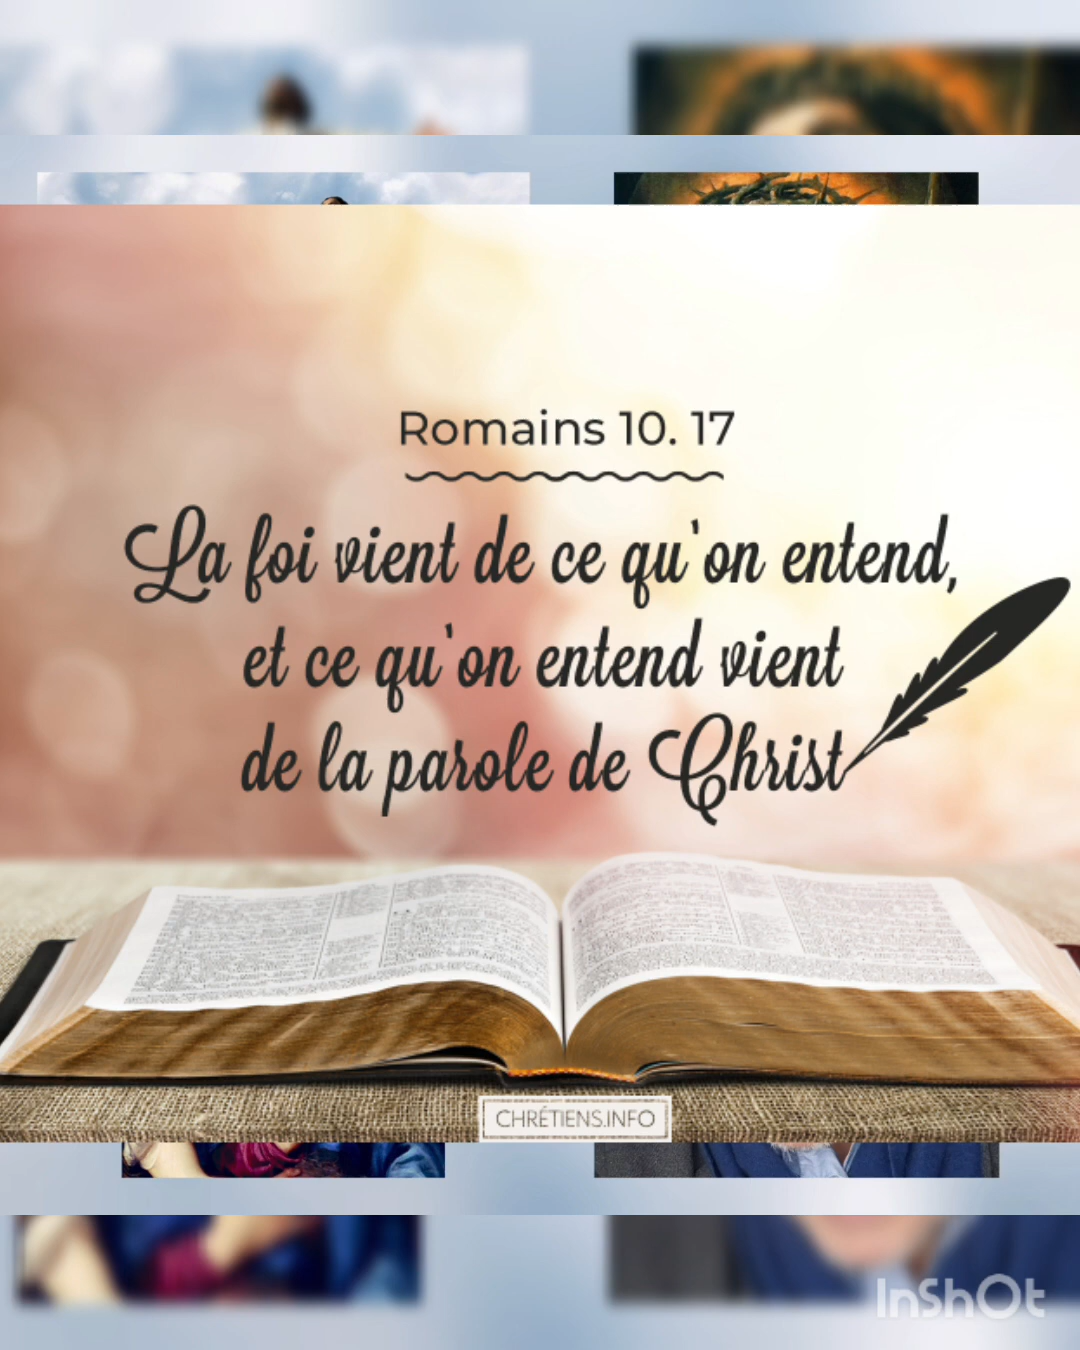 Romains 10. 17
La foi vient de ce qu'on entend,
et ce qu'on entend vient
de la parole de Christ
CHRÉTIENS.INFO
InShOt